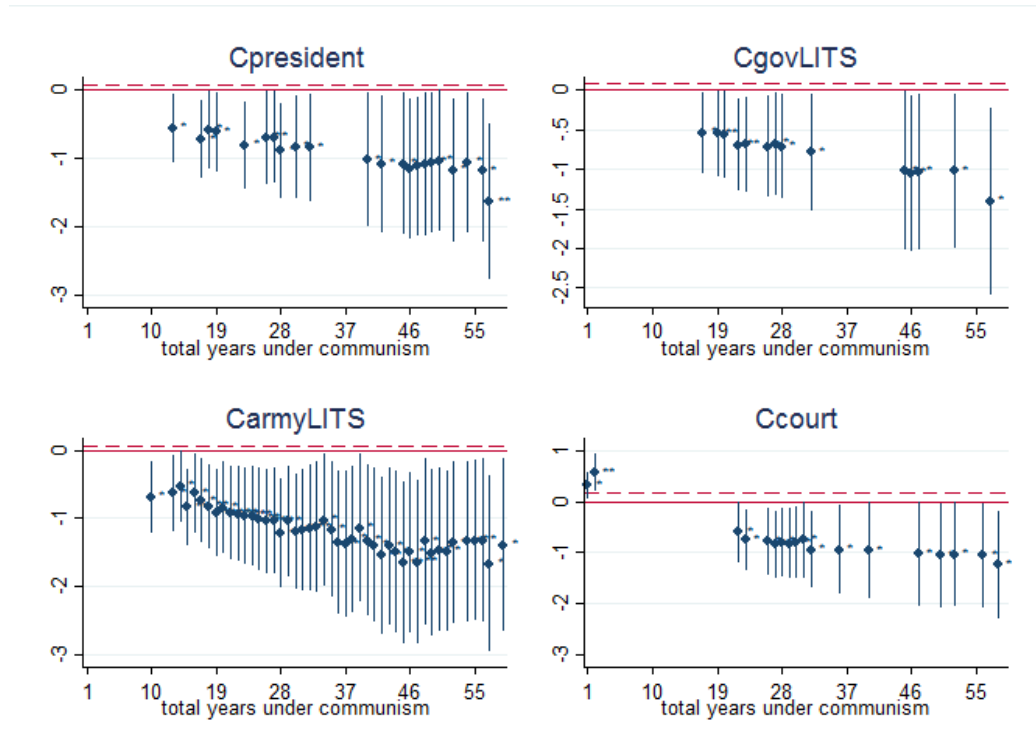 Cpresident
CgovLITS
0
-1
-2
-3
0
-.5
-1
-1.5
-2
-2.5
1 10 19 28 37 46 55
total years under communism
1 10 19 28 37 46 55
total years under communism
CarmyLITS
Ccourt
0
-1
-2
-3
1
0
-1
-2
-3
1 10 19 28 37 46 55
total years under communism
1 10 19 28 37 46 55
total years under communism